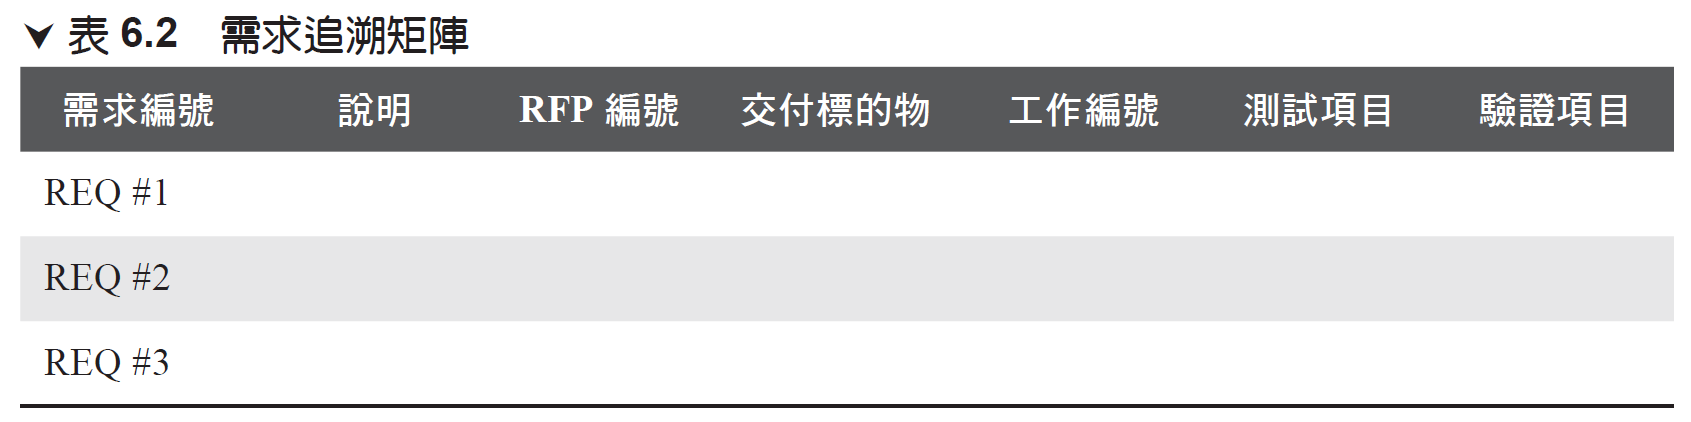 表 6.2 需求追溯矩陣
需求編號 說明 RFP 編號 交付標的物 工作編號 測試項目 驗證項目
REQ #1
REQ #2
REQ #3